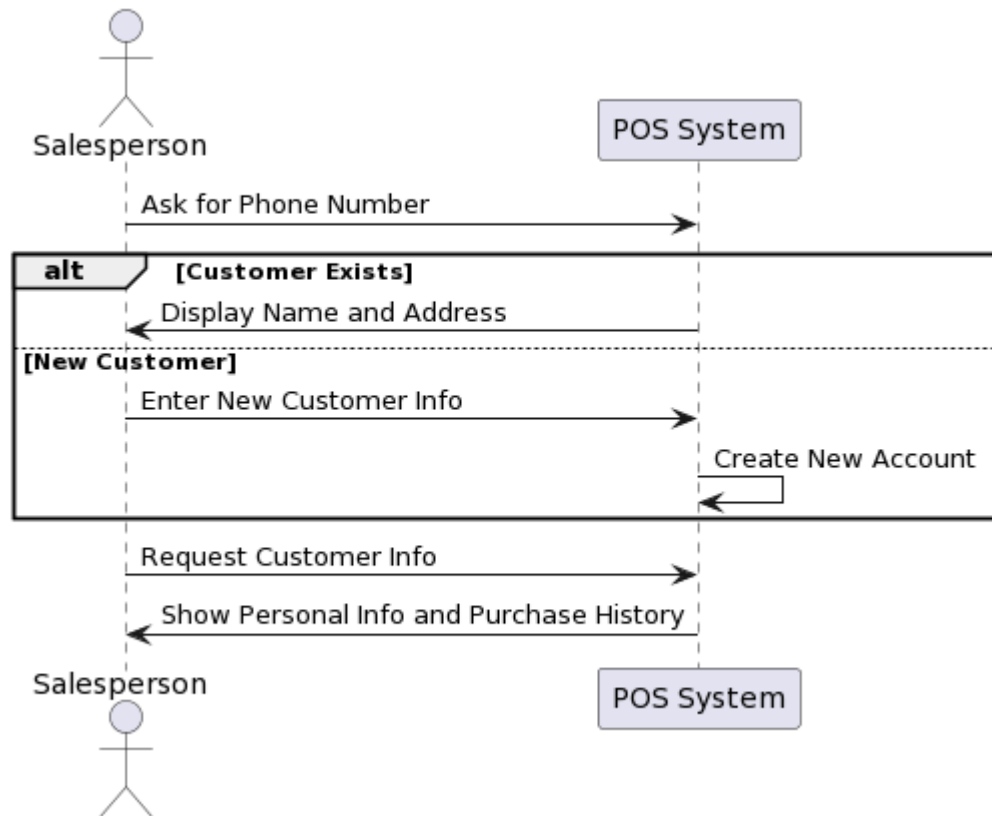 Salesperson
POS System
Ask for Phone Number
alt [Customer Exists]
Display Name and Address
[New Customer]
Enter New Customer Info
Create New Account
Request Customer Info
Show Personal Info and Purchase History
Salesperson
POS System